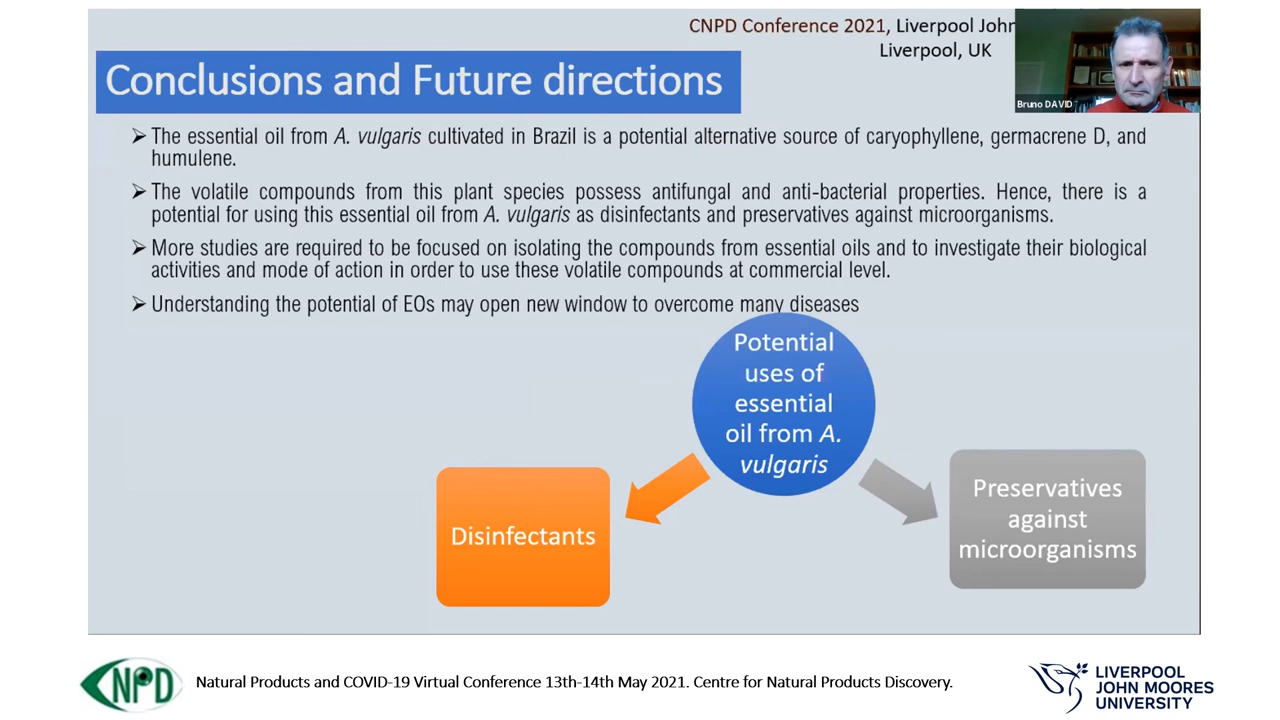 CNPD Conference 2021, Liverpool John
Liverpool, UK
Bruno DAVID
Conclusions and Future directions
➢ The essential oil from A. vulgaris cultivated in Brazil is a potential alternative source of caryophyllene, germacrene D, and
humulene.
➢ The volatile compounds from this plant species possess antifungal and anti-bacterial properties. Hence, there is a
potential for using this essential oil from A. vulgaris as disinfectants and preservatives against microorganisms.
➢ More studies are required to be focused on isolating the compounds from essential oils and to investigate their biological
activities and mode of action in order to use these volatile compounds at commercial level.
➢ Understanding the potential of EOs may open new window to overcome many diseases
Potential
uses of
essential
oil from A.
vulgaris
Disinfectants
Preservatives
against
microorganisms
CNPD
Natural Products and COVID-19 Virtual Conference 13th-14th May 2021. Centre for Natural Products Discovery.
LIVERPOOL
JOHN MOORES
UNIVERSITY